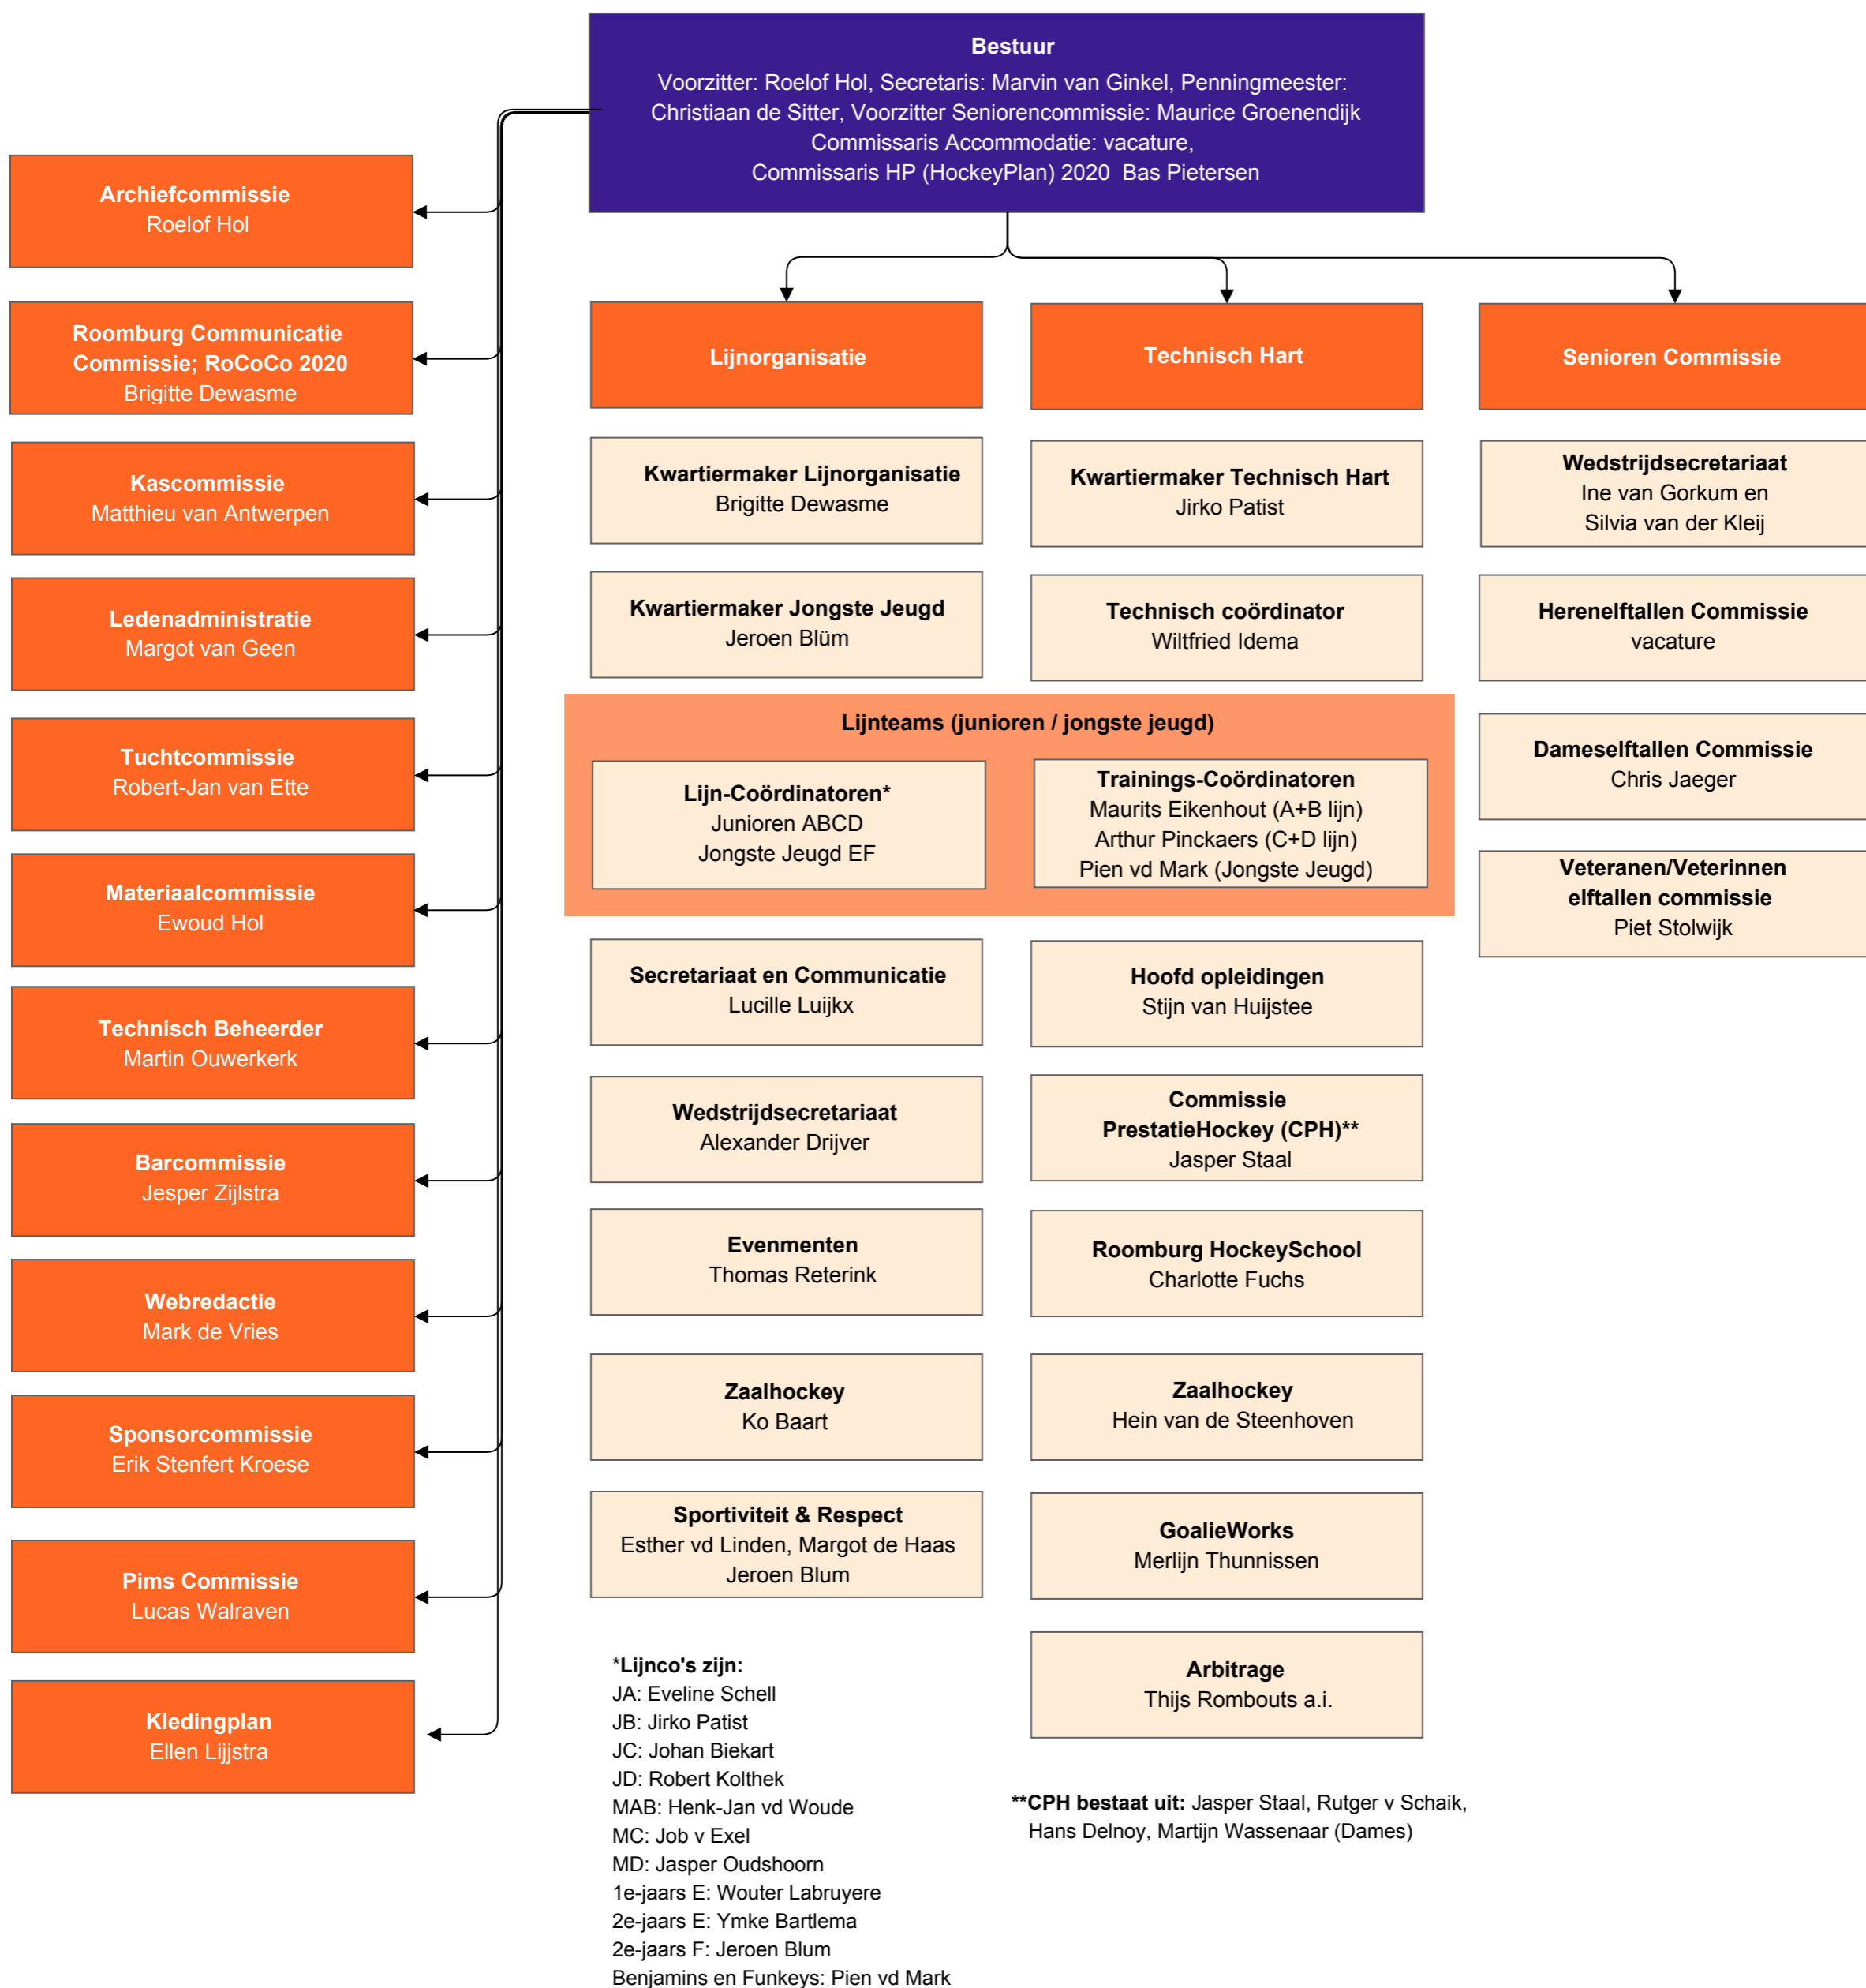 Bestuur
Voorzitter: Roelof Hol, Secretaris: Marvin van Ginkel, Penningmeester:
Christiaan de Sitter, Voorzitter Seniorencommissie: Maurice Groenendijk
Commissaris Accommodatie: vacature,
Commissaris HP (HockeyPlan) 2020 Bas Pietersen
Archiefcommissie
Roelof Hol
Roomburg Communicatie
Commissie; RoCoCo 2020
Brigitte Dewasme
Kascommissie
Matthieu van Antwerpen
Ledenadministratie
Margot van Geen
Tuchtcommissie
Robert-Jan van Ette
Materiaalcommissie
Ewoud Hol
Technisch Beheerder
Martin Ouwerkerk
Barcommissie
Jesper Zijlstra
Webredactie
Mark de Vries
Sponsorcommissie
Erik Stenfert Kroese
Pims Commissie
Lucas Walraven
Kledingplan
Ellen Lijjstra
Lijnorganisatie
Kwartiermaker Lijnorganisatie
Brigitte Dewasme
Kwartiermaker Jongste Jeugd
Jeroen Blüm
Technisch Hart
Kwartiermaker Technisch Hart
Jirko Patist
Technisch coördinator
Wiltfried Idema
Lijnteams (junioren / jongste jeugd)
Lijn-Coördinatoren*
Junioren ABCD
Jongste Jeugd EF
Trainings-Coördinatoren
Maurits Eikenhout (A+B lijn)
Arthur Pinckaers (C+D lijn)
Pien vd Mark (Jongste Jeugd)
Secretariaat en Communicatie
Lucille Luijkx
Wedstrijdsecretariaat
Alexander Drijver
Evenmenten
Thomas Reterink
Zaalhockey
Ko Baart
Sportiviteit & Respect
Esther vd Linden, Margot de Haas
Jeroen Blum
Hoofd opleidingen
Stijn van Huijstee
Commissie
PrestatieHockey (CPH)**
Jasper Staal
Roomburg HockeySchool
Charlotte Fuchs
Zaalhockey
Hein van de Steenhoven
GoalieWorks
Merlijn Thunnissen
Arbitrage
Thijs Rombouts a.i.
Senioren Commissie
Wedstrijdsecretariaat
Ine van Gorkum en
Silvia van der Kleij
Herenelftallen Commissie
vacature
Dameselftallen Commissie
Chris Jaeger
Veteranen/Veterinnen
elftallen commissie
Piet Stolwijk
*Lijnco's zijn:
JA: Eveline Schell
JB: Jirko Patist
JC: Johan Biekart
JD: Robert Kolthek
MAB: Henk-Jan vd Woude
MC: Job v Exel
MD: Jasper Oudshoorn
1e-jaars E: Wouter Labruyere
2e-jaars E: Ymke Bartlema
2e-jaars F: Jeroen Blum
Benjamins en Funkeys: Pien vd Mark
**CPH bestaat uit: Jasper Staal, Rutger v Schaik,
Hans Delnoy, Martijn Wassenaar (Dames)